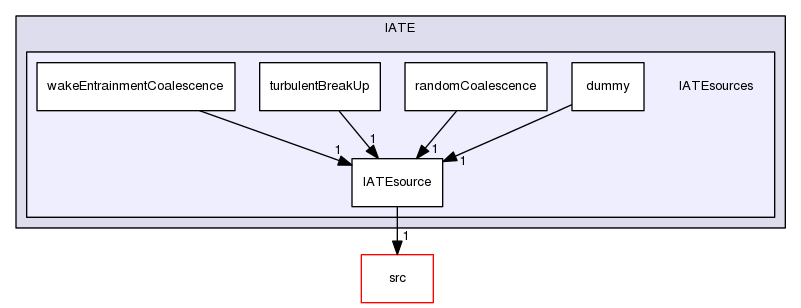 IATE
wakeEntrainmentCoalescence
turbulentBreakUp
randomCoalescence
dummy
IATEsources
1
1
1
1
IATEsource
1
src